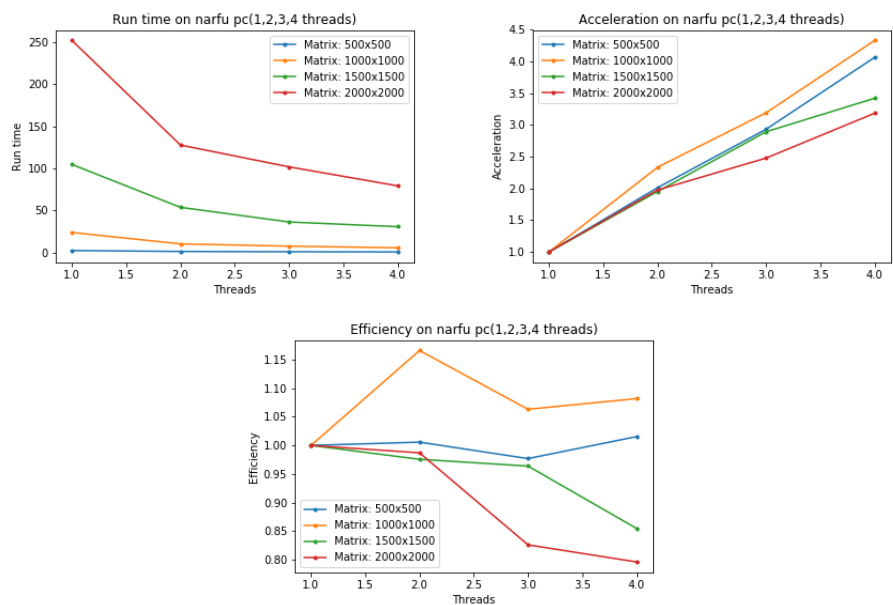 Run time on narfu pc(1,2,3,4 threads)
250
200
150
100
50
0
Run time
Matrix: 500x500
Matrix: 1000x1000
Matrix: 1500x1500
Matrix: 2000x2000
1.0 1.5 2.0 2.5 3.0 3.5 4.0
Threads
Acceleration on narfu pc(1,2,3,4 threads)
4.5
4.0
3.5
3.0
2.5
2.0
1.5
1.0
Acceleration
Matrix: 500x500
Matrix: 1000x1000
Matrix: 1500x1500
Matrix: 2000x2000
1.0 1.5 2.0 2.5 3.0 3.5 4.0
Threads
Efficiency on narfu pc(1,2,3,4 threads)
1.15
1.10
1.05
1.00
0.95
0.90
0.85
0.80
Efficiency
Matrix: 500x500
Matrix: 1000x1000
Matrix: 1500x1500
Matrix: 2000x2000
1.0 1.5 2.0 2.5 3.0 3.5 4.0
Threads